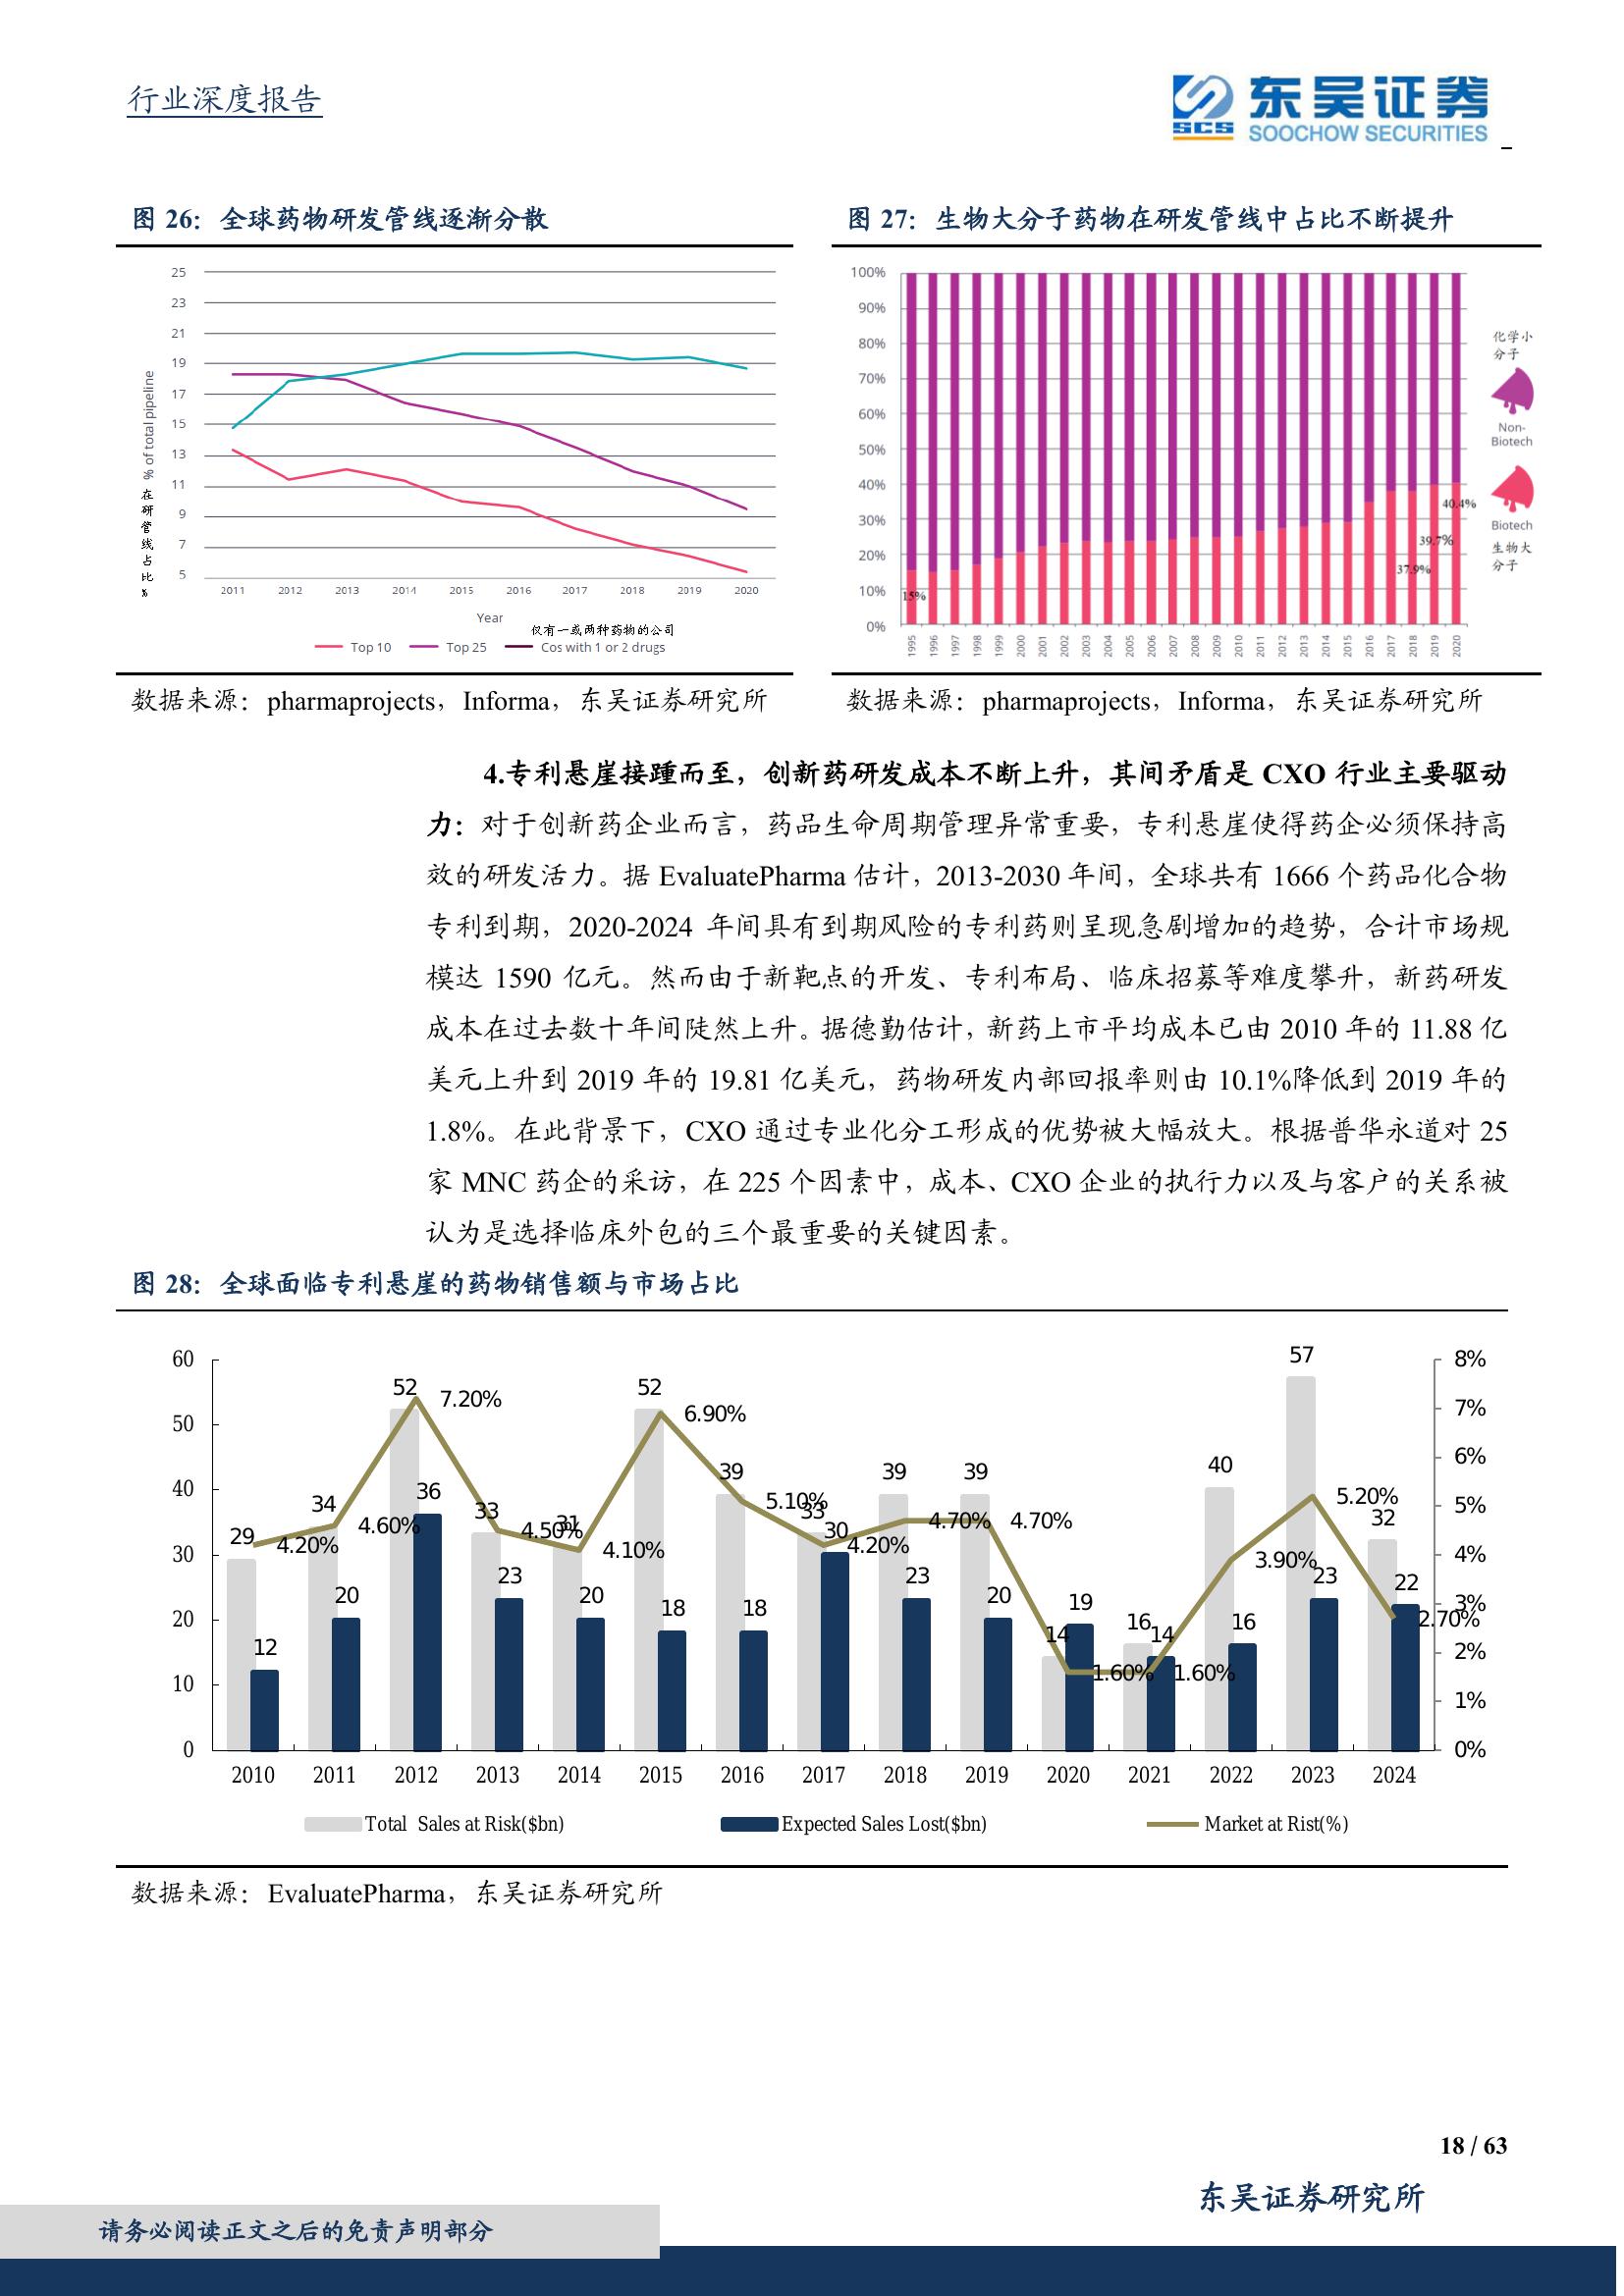 行业深度报告
东吴证券
SCS
SOOCHOW SECURITIES
图 26：全球药物研发管线逐渐分散
25
23
21
19
17
15
13
11
9
7
5
% of total pipeline
在研管线占比%
2011 2012 2013 2014 2015 2016 2017 2018 2019 2020
Year
仅有一或两种药物的公司
Top 10 Top 25 Cos with 1 or 2 drugs
数据来源：pharmaprojects，Informa，东吴证券研究所
图 27：生物大分子药物在研发管线中占比不断提升
100%
90%
80%
70%
60%
50%
40%
30%
20%
10%
0%
15%
37.9%
39.7%
40.4%
1995 1996 1997 1998 1999 2000 2001 2002 2003 2004 2005 2006 2007 2008 2009 2010 2011 2012 2013 2014 2015 2016 2017 2018 2019 2020
化学小
分子
Non-
Biotech
Biotech
生物大
分子
数据来源：pharmaprojects，Informa，东吴证券研究所
4.专利悬崖接踵而至，创新药研发成本不断上升，其间矛盾是 CXO 行业主要驱动
力：对于创新药企业而言，药品生命周期管理异常重要，专利悬崖使得药企必须保持高
效的研发活力。据 EvaluatePharma 估计，2013-2030 年间，全球共有 1666 个药品化合物
专利到期，2020-2024 年间具有到期风险的专利药则呈现急剧增加的趋势，合计市场规
模达 1590 亿元。然而由于新靶点的开发、专利布局、临床招募等难度攀升，新药研发
成本在过去数十年间陡然上升。据德勤估计，新药上市平均成本已由 2010 年的 11.88 亿
美元上升到 2019 年的 19.81 亿美元，药物研发内部回报率则由 10.1%降低到 2019 年的
1.8%。在此背景下，CXO 通过专业化分工形成的优势被大幅放大。根据普华永道对 25
家 MNC 药企的采访，在 225 个因素中，成本、CXO 企业的执行力以及与客户的关系被
认为是选择临床外包的三个最重要的关键因素。
图 28：全球面临专利悬崖的药物销售额与市场占比
60
50
40
30
20
10
0
29 34 52 33 31 52 39 33 39 39 14 16 40 57 32
12 20 36 23 20 18 18 30 23 20 19 14 16 23 22
4.20% 4.60% 7.20% 4.50% 4.10% 6.90% 5.10% 4.20% 4.70% 4.70% 1.60% 1.60% 3.90% 5.20% 2.70%
8%
7%
6%
5%
4%
3%
2%
1%
0%
2010 2011 2012 2013 2014 2015 2016 2017 2018 2019 2020 2021 2022 2023 2024
Total Sales at Risk($bn) Expected Sales Lost($bn) Market at Rist(%)
数据来源：EvaluatePharma，东吴证券研究所
18 / 63
东吴证券研究所
请务必阅读正文之后的免责声明部分